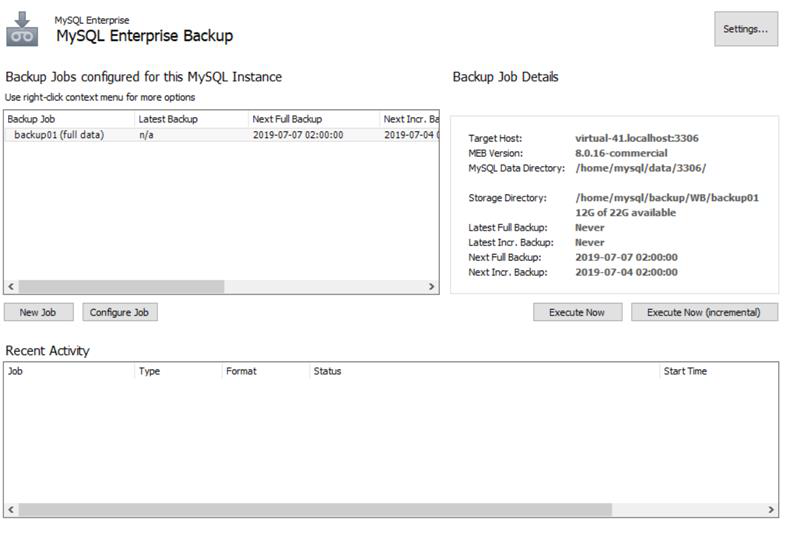 MySQL Enterprise
MySQL Enterprise Backup
Settings...
Backup Jobs configured for this MySQL Instance
Use right-click context menu for more options
Backup Job Latest Backup Next Full Backup Next Incr. Ba
backup01 (full data) n/a 2019-07-07 02:00:00 2019-07-04 0
New Job Configure Job
Backup Job Details
Target Host: virtual-41.localhost:3306
MEB Version: 8.0.16-commercial
MySQL Data Directory: /home/mysql/data/3306/
Storage Directory: /home/mysql/backup/WB/backup01
12G of 22G available
Latest Full Backup: Never
Latest Incr. Backup: Never
Next Full Backup: 2019-07-07 02:00:00
Next Incr. Backup: 2019-07-04 02:00:00
Execute Now Execute Now (incremental)
Recent Activity
Job Type Format Status Start Time